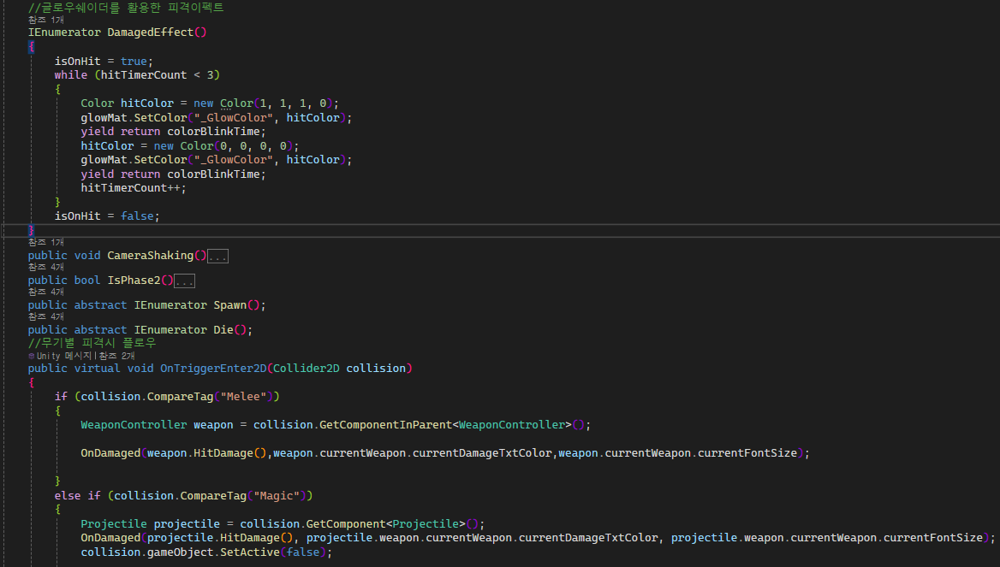 //글로우쉐이더를 활용한 피격이펙트
참조 1개
IEnumerator DamagedEffect()
{
isOnHit = true;
while (hitTimerCount < 3)
{
Color hitColor = new Color(1, 1, 1, 0);
glowMat.SetColor("_GlowColor", hitColor);
yield return colorBlinkTime;
hitColor = new Color(0, 0, 0, 0);
glowMat.SetColor("_GlowColor", hitColor);
yield return colorBlinkTime;
hitTimerCount++;
}
isOnHit = false;
}
참조 1개
public void CameraShaking()...
참조 4개
public bool IsPhase2()...
참조 4개
public abstract IEnumerator Spawn();
참조 4개
public abstract IEnumerator Die();
//무기별 피격시 플로우
Unity 메시지 | 참조 2개
public virtual void OnTriggerEnter2D(Collider2D collision)
{
if (collision.CompareTag("Melee"))
{
WeaponController weapon = collision.GetComponentInParent<WeaponController>();
OnDamaged(weapon.HitDamage(),weapon.currentWeapon.currentDamageTxtColor,weapon.currentWeapon.currentFontSize);
}
else if (collision.CompareTag("Magic"))
{
Projectile projectile = collision.GetComponent<Projectile>();
OnDamaged(projectile.HitDamage(), projectile.weapon.currentWeapon.currentDamageTxtColor, projectile.weapon.currentWeapon.currentFontSize);
collision.gameObject.SetActive(false);